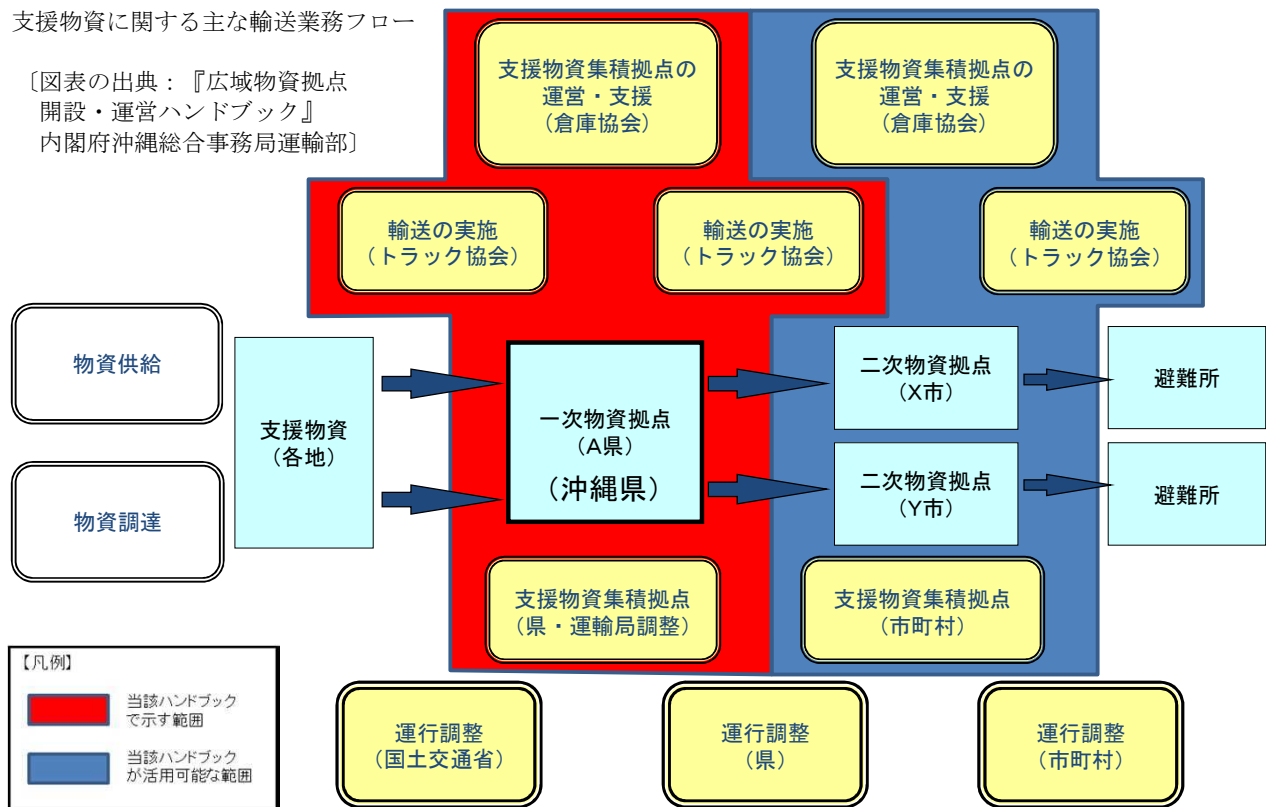 支援物資に関する主な輸送業務フロー
〔図表の出典：『広域物資拠点
開設・運営ハンドブック』
内閣府沖縄総合事務局運輸部〕
支援物資集積拠点の
運営・支援
（倉庫協会）
支援物資集積拠点の
運営・支援
（倉庫協会）
輸送の実施
（トラック協会）
輸送の実施
（トラック協会）
輸送の実施
（トラック協会）
物資供給
物資調達
支援物資
（各地）
一次物資拠点
（A県）
（沖縄県）
二次物資拠点
（X市）
避難所
二次物資拠点
（Y市）
避難所
支援物資集積拠点
（県・運輸局調整）
支援物資集積拠点
（市町村）
【凡例】
当該ハンドブック
で示す範囲
当該ハンドブック
が活用可能な範囲
運行調整
（国土交通省）
運行調整
（県）
運行調整
（市町村）